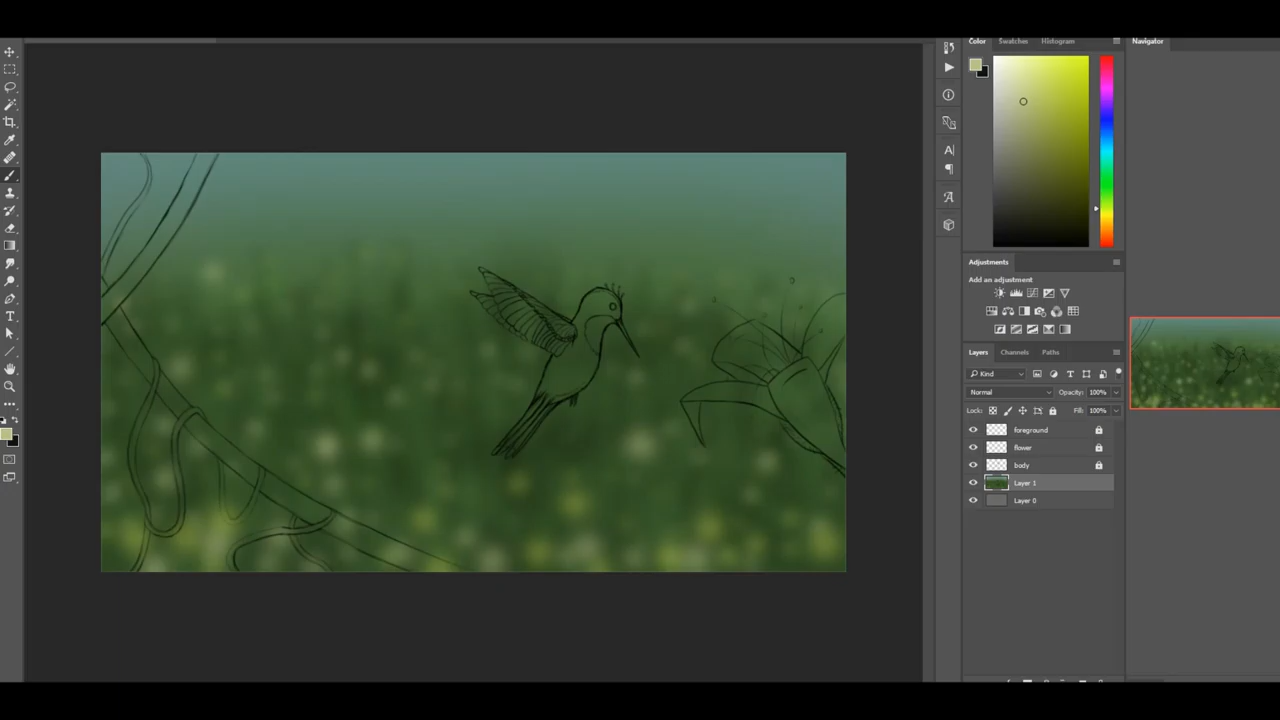 Color Swatches Histogram
Navigator
Adjustments
Add an adjustment
Layers Channels Paths
Kind
Normal Opacity: 100%
Lock: Fill: 100%
foreground
flower
body
Layer 1
Layer 0